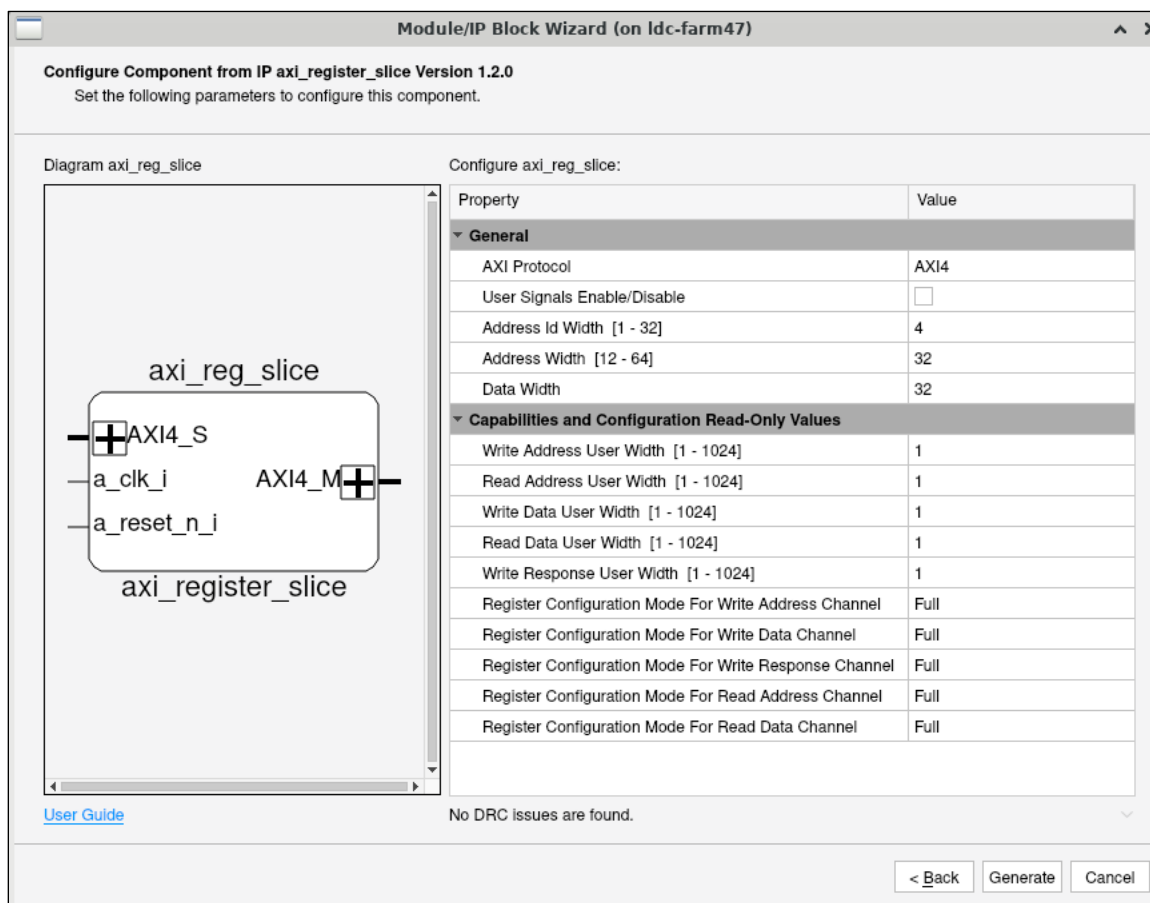 Module/IP Block Wizard (on ldc-farm47)
Configure Component from IP axi_register_slice Version 1.2.0
Set the following parameters to configure this component.
Diagram axi_reg_slice
Configure axi_reg_slice:
axi_reg_slice
AXI4_S
a_clk_i
AXI4_M
a_reset_n_i
axi_register_slice
Property Value
General
AXI Protocol AXI4
User Signals Enable/Disable
Address Id Width [1 - 32] 4
Address Width [12 - 64] 32
Data Width 32
Capabilities and Configuration Read-Only Values
Write Address User Width [1 - 1024] 1
Read Address User Width [1 - 1024] 1
Write Data User Width [1 - 1024] 1
Read Data User Width [1 - 1024] 1
Write Response User Width [1 - 1024] 1
Register Configuration Mode For Write Address Channel Full
Register Configuration Mode For Write Data Channel Full
Register Configuration Mode For Write Response Channel Full
Register Configuration Mode For Read Address Channel Full
Register Configuration Mode For Read Data Channel Full
User Guide
No DRC issues are found.
< Back Generate Cancel